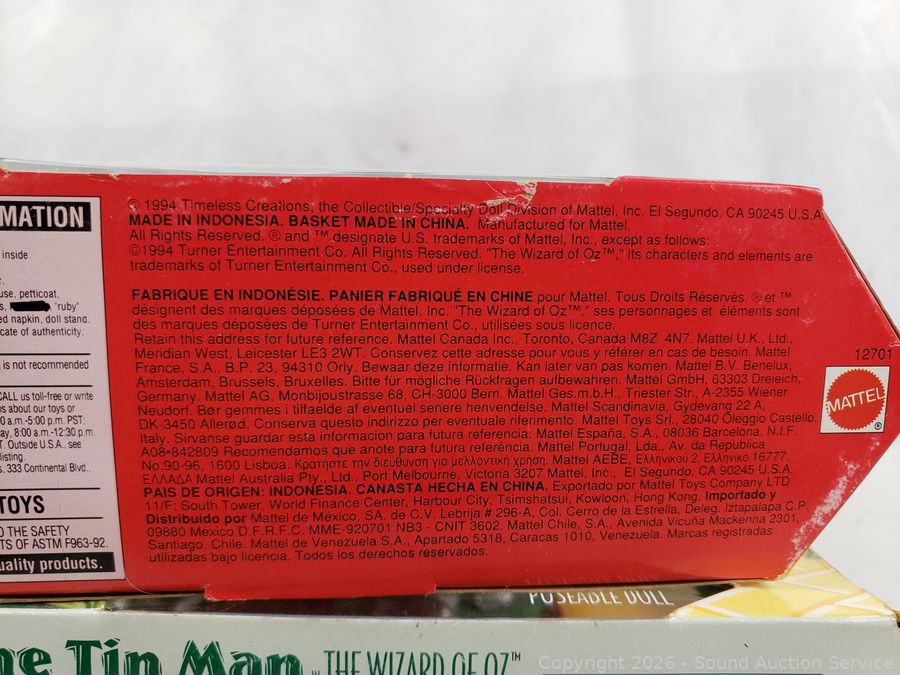 MATION
inside.
use, petticoat,
"ruby"
ed napkin, doll stand.
cate of authenticity.
is not recommended
CALL us toll-free or write
s about our toys or
0 a.m.-5:00 p.m. PST.
ay, 8:00 a.m.-12:30 p.m.
Outside U.S.A. see
listing.
s, 333 Continental Blvd.,
TOYS
O THE SAFETY
TS OF ASTM F963-92.
uality products.
© 1994 Timeless Creations, the Collectible/Specialty Doll Division of Mattel, Inc. El Segundo, CA 90245 U.S.A.
MADE IN INDONESIA. BASKET MADE IN CHINA. Manufactured for Mattel.
All Rights Reserved. ® and ™ designate U.S. trademarks of Mattel, Inc., except as follows:
©1994 Turner Entertainment Co. All Rights Reserved. "The Wizard of Oz™," its characters and elements are
trademarks of Turner Entertainment Co., used under license.
FABRIQUE EN INDONÉSIE. PANIER FABRIQUÉ EN CHINE pour Mattel. Tous Droits Réservés. ® et ™
désignent des marques déposées de Mattel, Inc. "The Wizard of Oz™," ses personnages et éléments sont
des marques déposées de Turner Entertainment Co., utilisées sous licence.
Retain this address for future reference. Mattel Canada Inc., Toronto, Canada M8Z 4N7. Mattel U.K., Ltd.,
Meridian West, Leicester LE3 2WT. Conservez cette adresse pour vous y référer en cas de besoin. Mattel
France, S.A., B.P. 23, 94310 Orly. Bewaar deze informatie. Kan later van pas komen. Mattel B.V. Benelux,
Amsterdam, Brussels, Bruxelles. Bitte für mögliche Rückfragen aufbewahren. Mattel GmbH, 63303 Dreieich,
Germany. Mattel AG, Monbijoustrasse 68, CH-3000 Bern. Mattel Ges.m.b.H., Triester Str., A-2355 Wiener
Neudorf. Bør gemmes i tilfaelde af eventuel senere henvendelse. Mattel Scandinavia, Gydevang 22 A,
DK-3450 Allerød. Conserva questo indirizzo per eventuale riferimento. Mattel Toys Srl., 28040 Oleggio Castello,
Italy. Sirvanse guardar esta informacion para futura referencia. Mattel España, S.A., 08036 Barcelona. N.I.F.
A08-842809 Recomendamos que anote para futura referência. Mattel Portugal, Lda., Av. da Republica
No.90-96, 1600 Lisboa. Κρατήστε την διεύθυνση για μελλοντική χρήση. Mattel AEBE, Ελληνικού 2, Ελληνικό 16777,
ΕΛΛΑΔΑ Mattel Australia Pty., Ltd., Port Melbourne, Victoria 3207 Mattel, Inc., El Segundo, CA 90245 U.S.A.
PAIS DE ORIGEN: INDONESIA. CANASTA HECHA EN CHINA. Exportado por Mattel Toys Company LTD
11/F; South Tower, World Finance Center, Harbour City, Tsimshatsui, Kowloon, Hong Kong. Importado y
Distribuido por Mattel de México, SA. de C.V. Lebrija # 296-A, Col. Cerro de la Estrella, Deleg. Iztapalapa C.P.
09880 México D.F.R.F.C. MME-920701 NB3 - CNIT 3602. Mattel Chile, S.A., Avenida Vicuña Mackenna 2301,
Santiago, Chile. Mattel de Venezuela S.A., Apartado 5318, Caracas 1010, Venezuela. Marcas registradas
utilizadas bajo licencia. Todos los derechos reservados.
12701
MATTEL®
POSEABLE DOLL
he Tin Man IN THE WIZARD OF OZ™
Copyright 2026 - Sound Auction Service